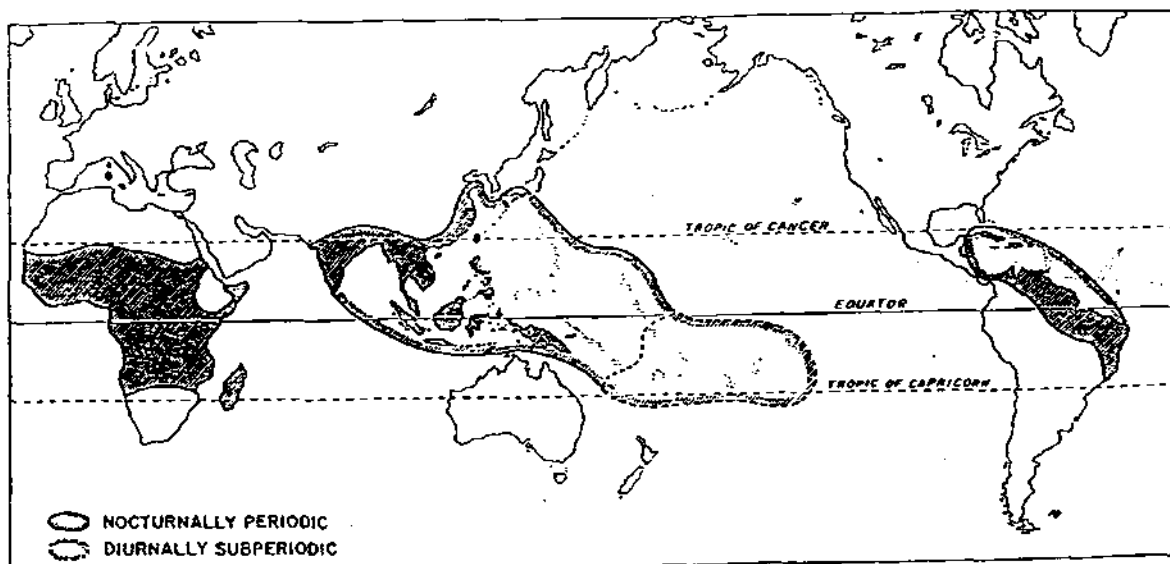 TROPIC OF CANCER
EQUATOR
TROPIC OF CAPRICORN
NOCTURNALLY PERIODIC
DIURNALLY SUBPERIODIC